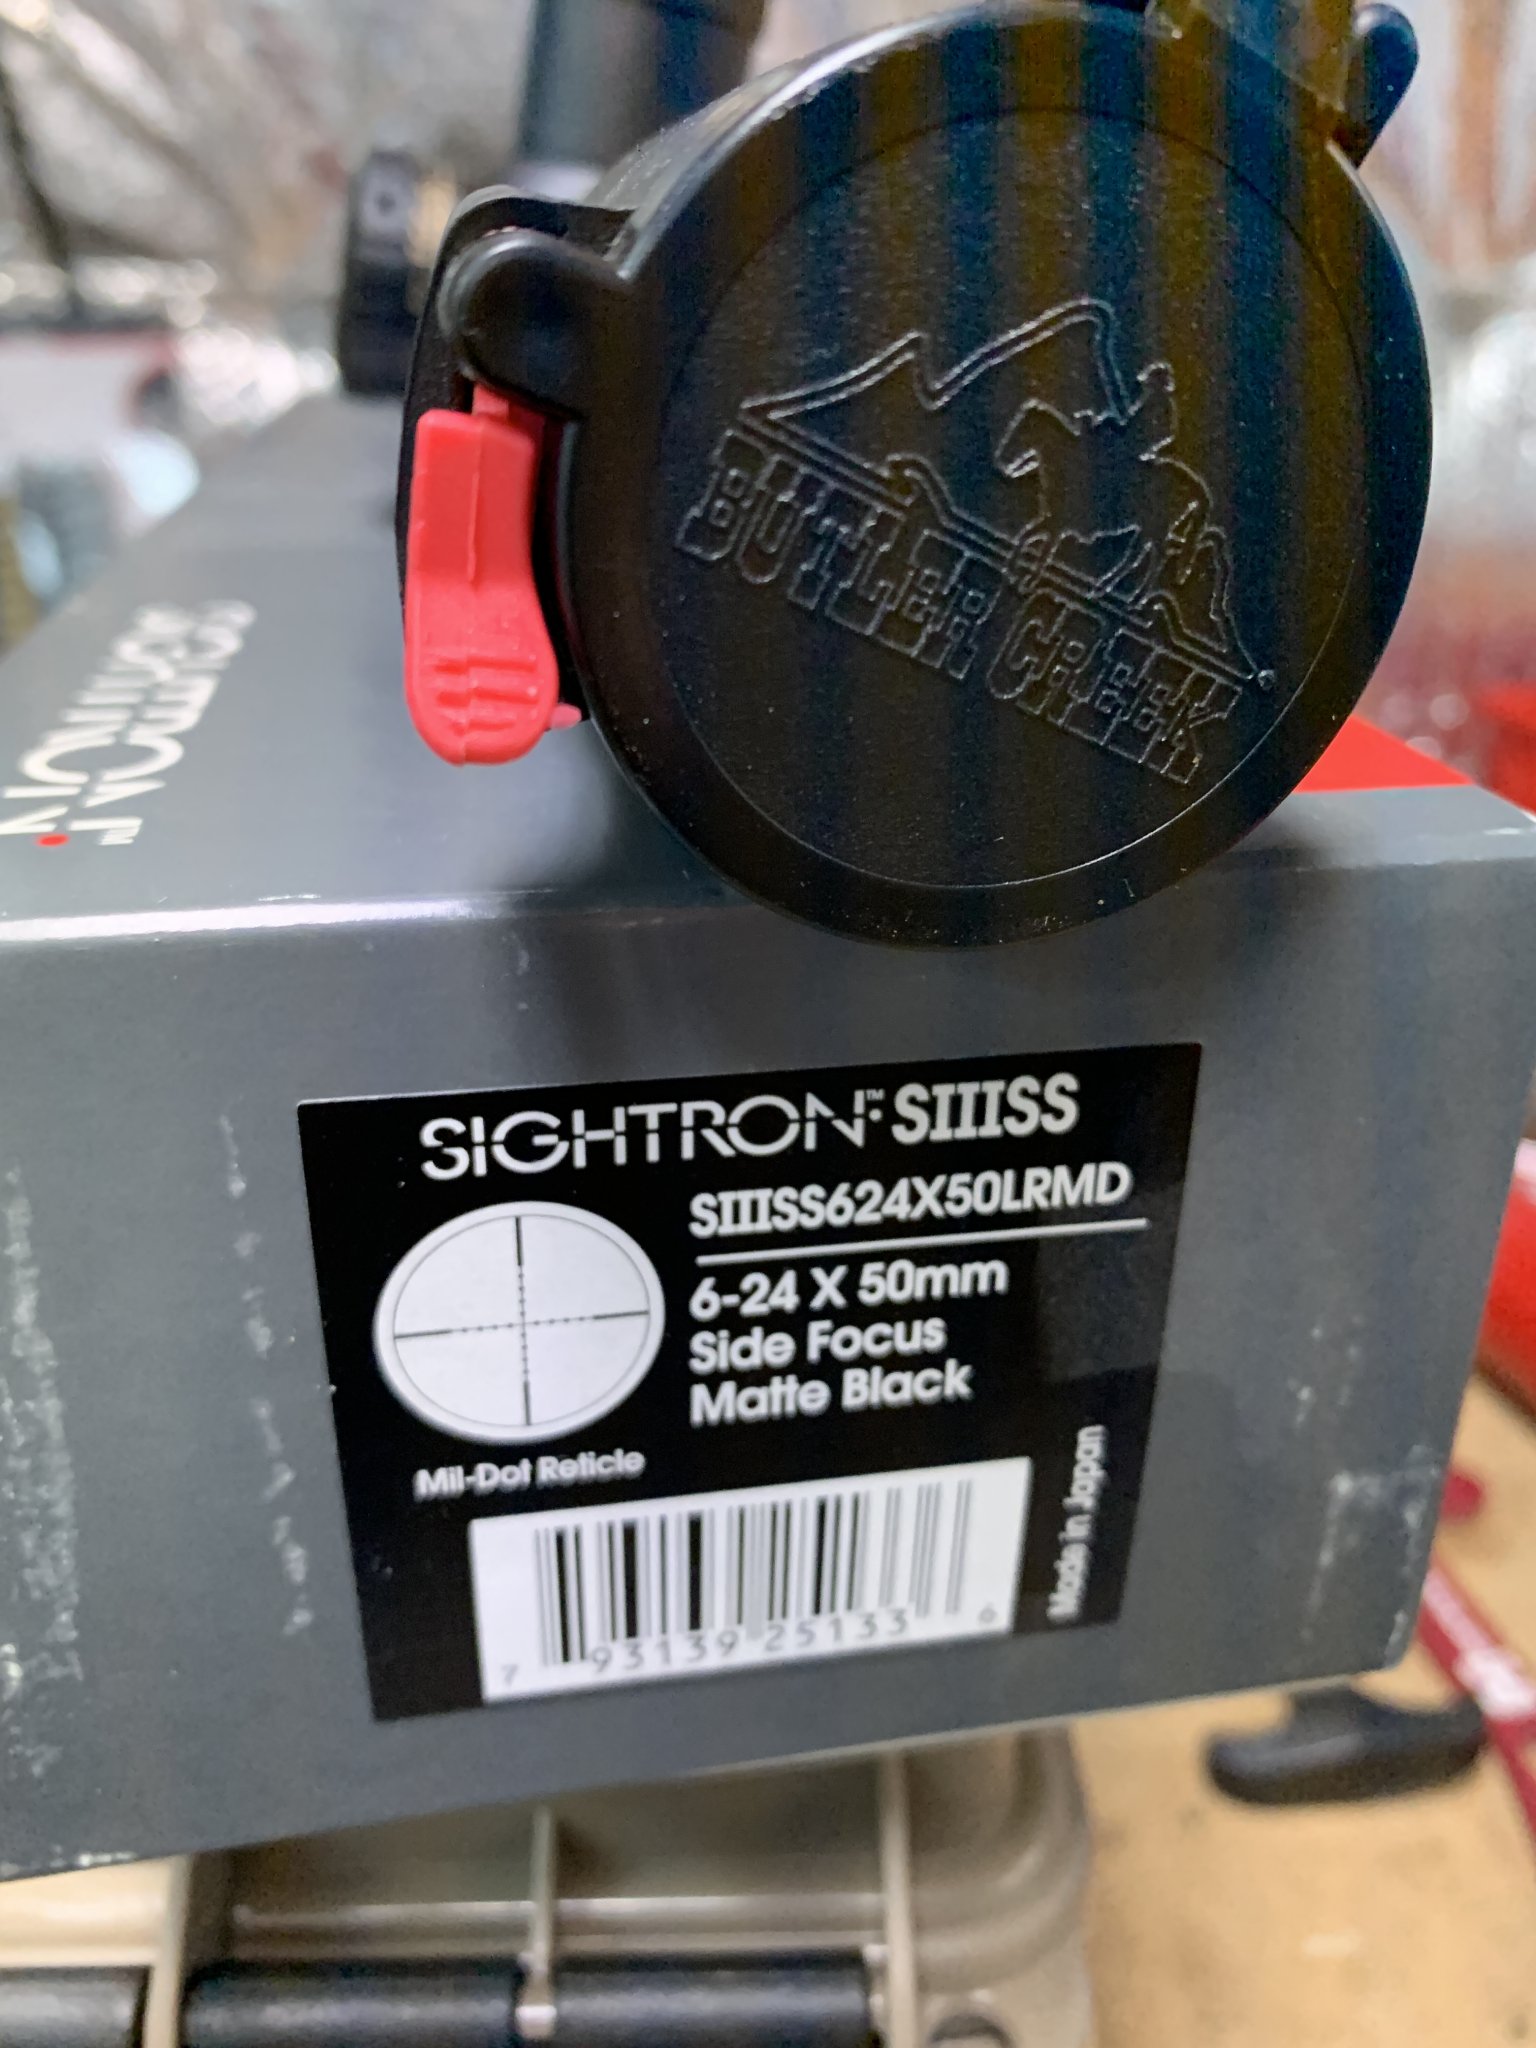 BUTLER CREEK
SIGHTRON™
SIGHTRON™ SIIISS
SIIISS624X50LRMD
6-24 X 50mm
Side Focus
Matte Black
Mil-Dot Reticle
Made in Japan
7 93139 25133 6